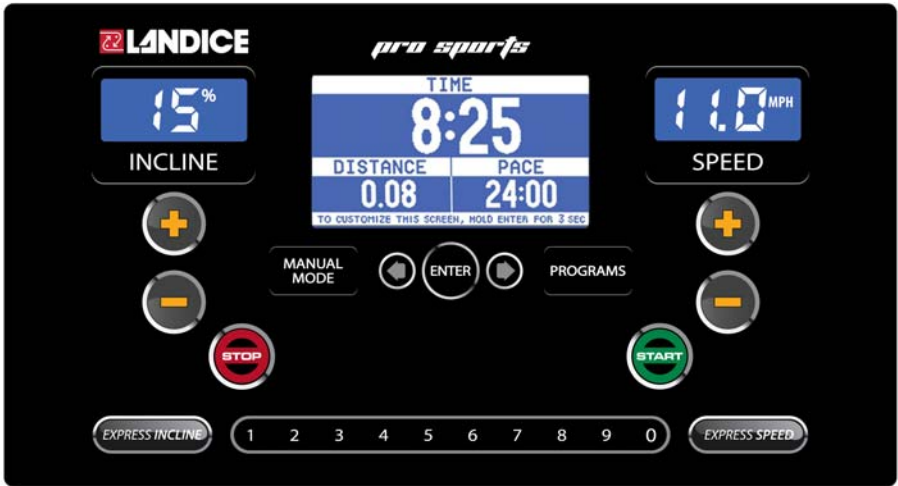 LANDICE
pro sports
15%
INCLINE
TIME
8:25
DISTANCE PACE
0.08 24:00
TO CUSTOMIZE THIS SCREEN, HOLD ENTER FOR 3 SEC
11.0 MPH
SPEED
+
+
MANUAL
MODE
ENTER
PROGRAMS
-
-
STOP
START
EXPRESS INCLINE
1 2 3 4 5 6 7 8 9 0
EXPRESS SPEED